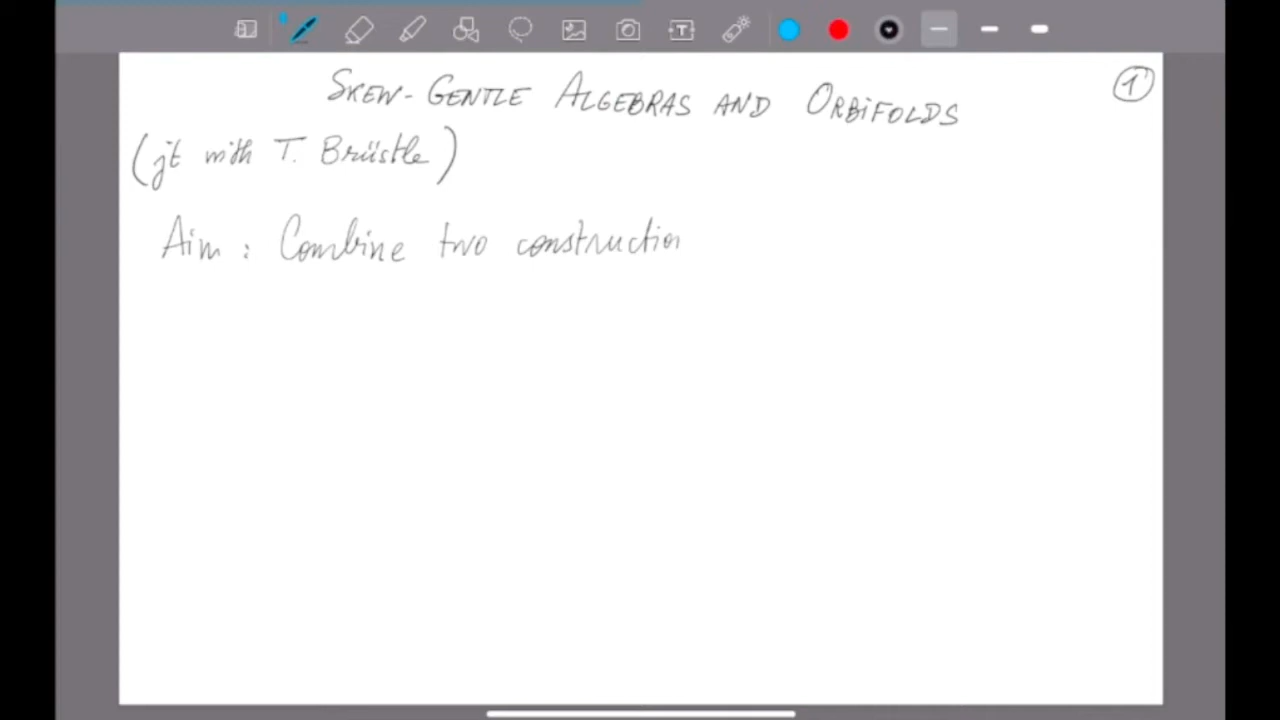 SKEW-GENTLE ALGEBRAS AND ORBIFOLDS 1
(jt with T. Brüstle)
Aim : Combine two construction